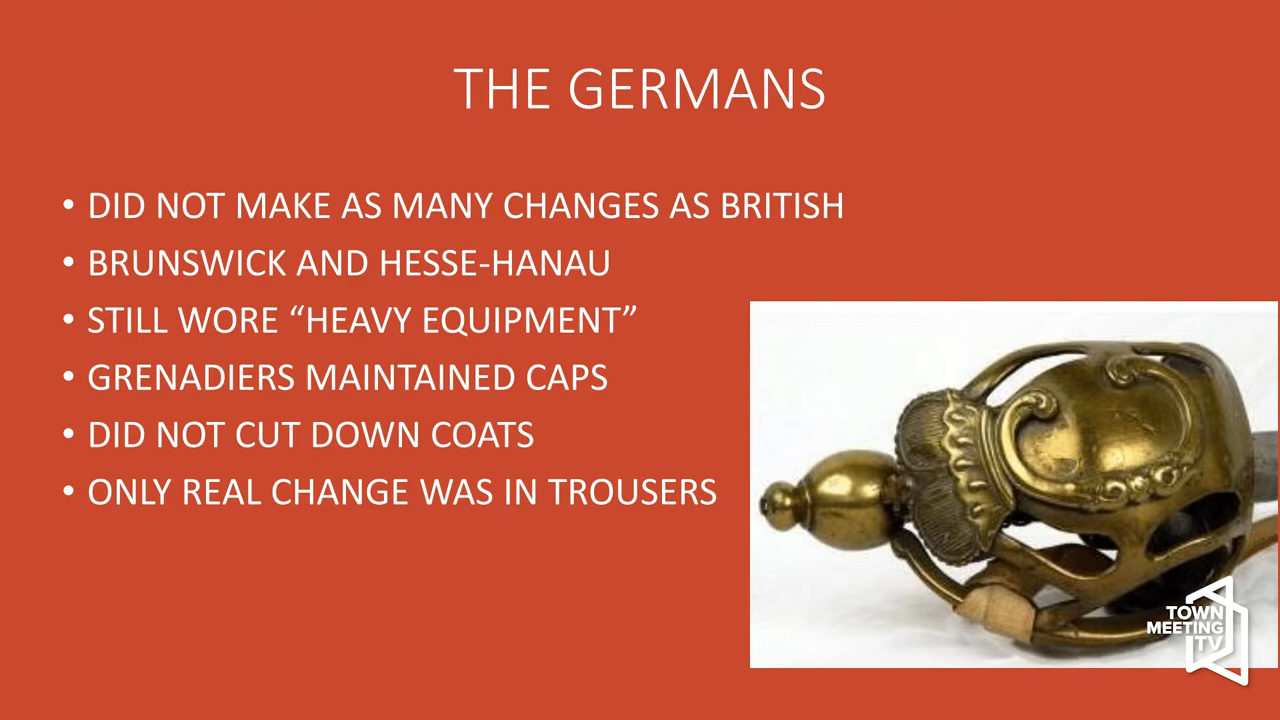 THE GERMANS
• DID NOT MAKE AS MANY CHANGES AS BRITISH
• BRUNSWICK AND HESSE-HANAU
• STILL WORE “HEAVY EQUIPMENT”
• GRENADIERS MAINTAINED CAPS
• DID NOT CUT DOWN COATS
• ONLY REAL CHANGE WAS IN TROUSERS
TOWN
MEETING
TV